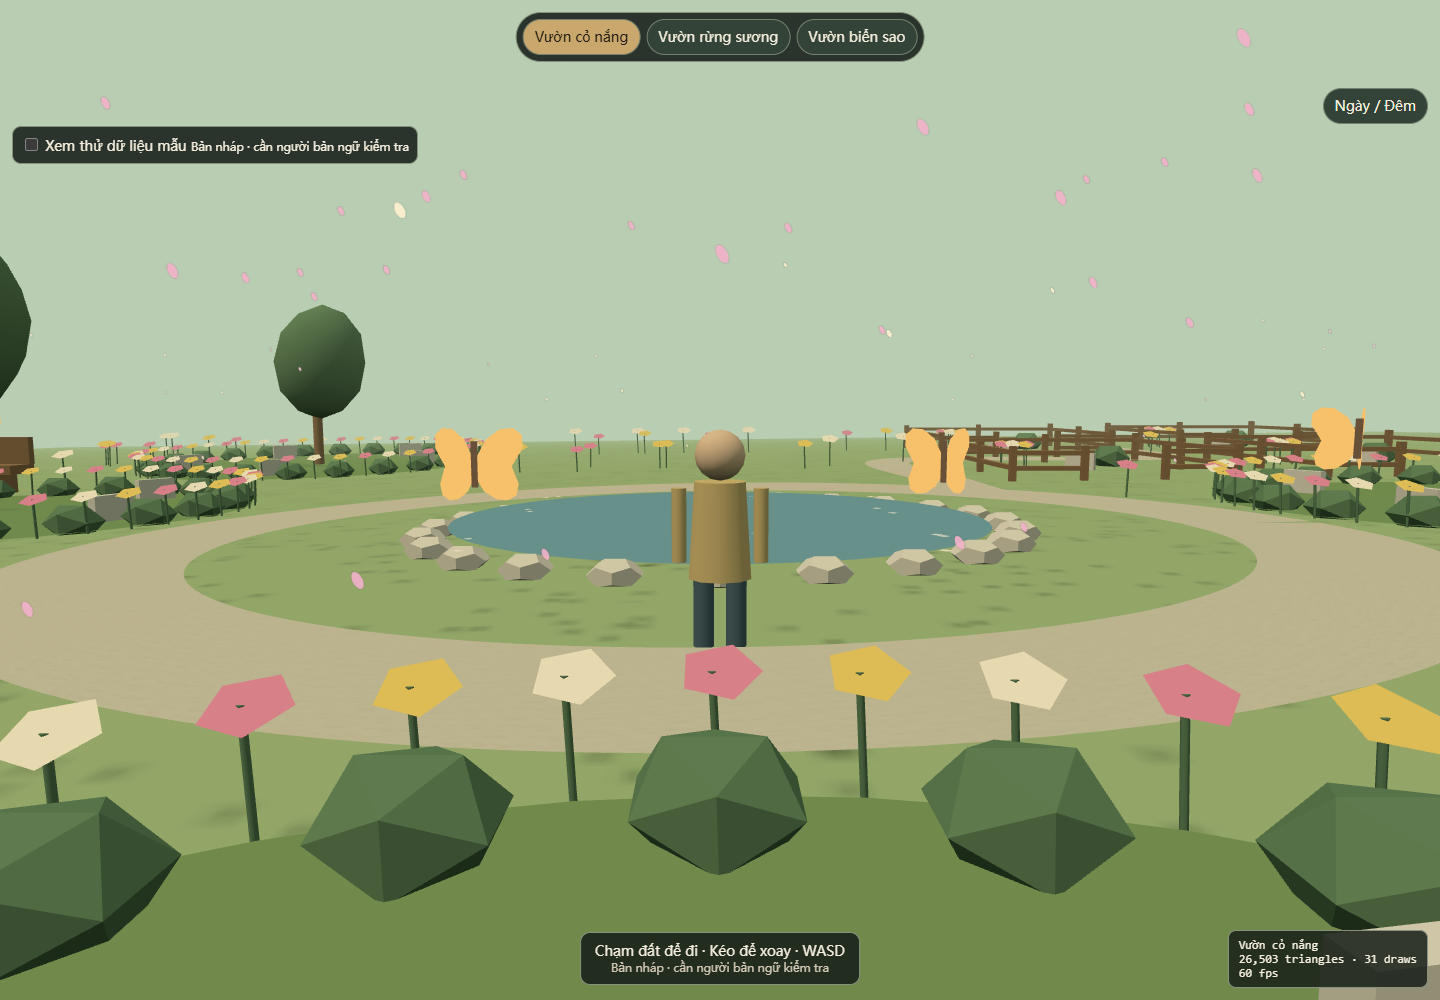 Vườn cỏ nắng
Vườn rừng sương
Vườn biển sao
Ngày / Đêm
Xem thử dữ liệu mẫu Bản nháp · cần người bản ngữ kiểm tra
Chạm đất để đi · Kéo để xoay · WASD
Bản nháp · cần người bản ngữ kiểm tra
Vườn cỏ nắng
26,503 triangles · 31 draws
60 fps